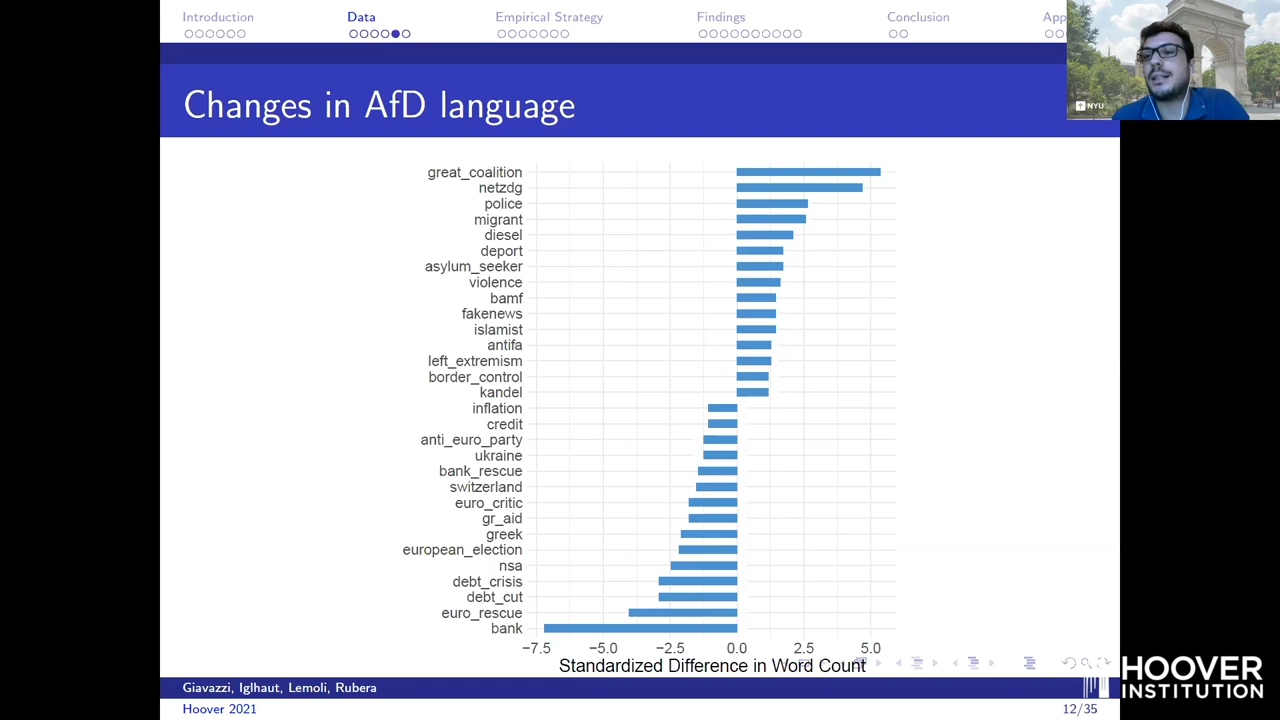 Introduction Data Empirical Strategy Findings Conclusion App
NYU
Changes in AfD language
great_coalition
netzdg
police
migrant
diesel
deport
asylum_seeker
violence
bamf
fakenews
islamist
antifa
left_extremism
border_control
kandel
inflation
credit
anti_euro_party
ukraine
bank_rescue
switzerland
euro_critic
gr_aid
greek
european_election
nsa
debt_crisis
debt_cut
euro_rescue
bank
−7.5 −5.0 −2.5 0.0 2.5 5.0
Standardized Difference in Word Count
Giavazzi, Iglhaut, Lemoli, Rubera
Hoover 2021 12/35
HOOVER
INSTITUTION